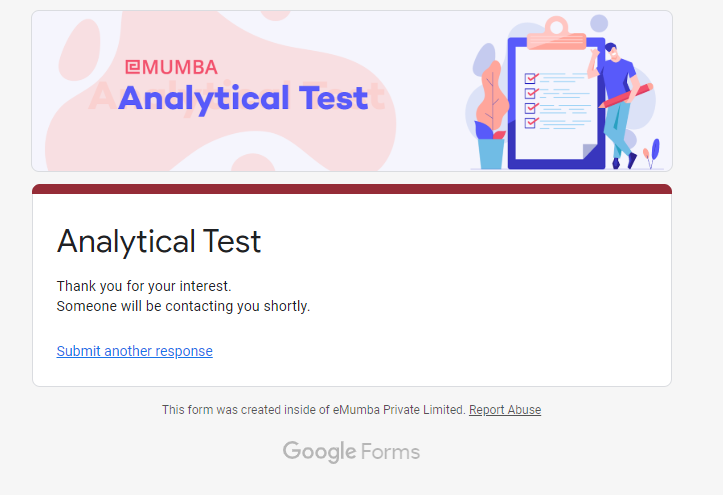 eMUMBA
Analytical Test
Analytical Test
Thank you for your interest.
Someone will be contacting you shortly.
Submit another response
This form was created inside of eMumba Private Limited. Report Abuse
Google Forms